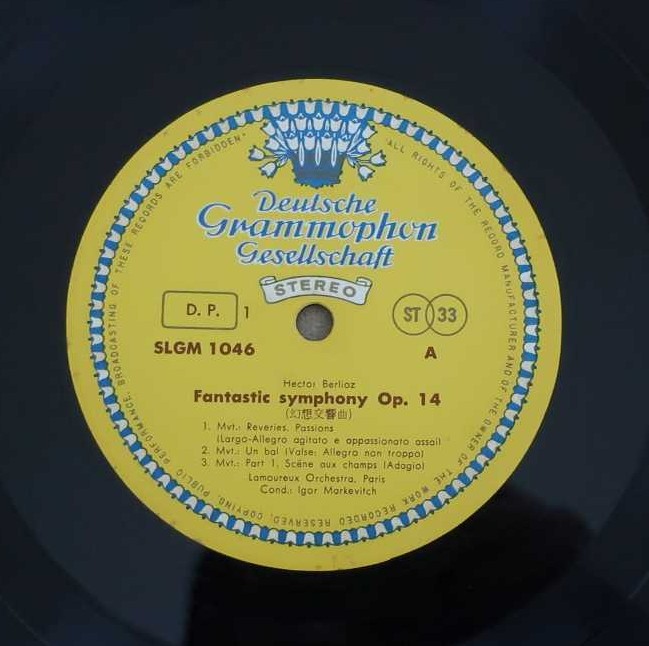 "ALL RIGHTS OF THE RECORD MANUFACTURER AND OF THE OWNER OF THE WORK RECORDED RESERVED. COPYING, PUBLIC PERFORMANCE, BROADCASTING OF THESE RECORDS ARE FORBIDDEN"
Deutsche
Grammophon
Gesellschaft
STEREO
D. P. 1
ST 33
SLGM 1046
A
Hector Berlioz
Fantastic symphony Op. 14
(幻想交響曲)
1. Mvt.: Reveries. Passions
(Largo-Allegro agitato e appassionato assai)
2. Mvt.: Un bal (Valse: Allegro non troppo)
3. Mvt.: Part 1. Scène aux champs (Adagio)
Lamoureux Orchestra, Paris
Cond.: Igor Markevitch